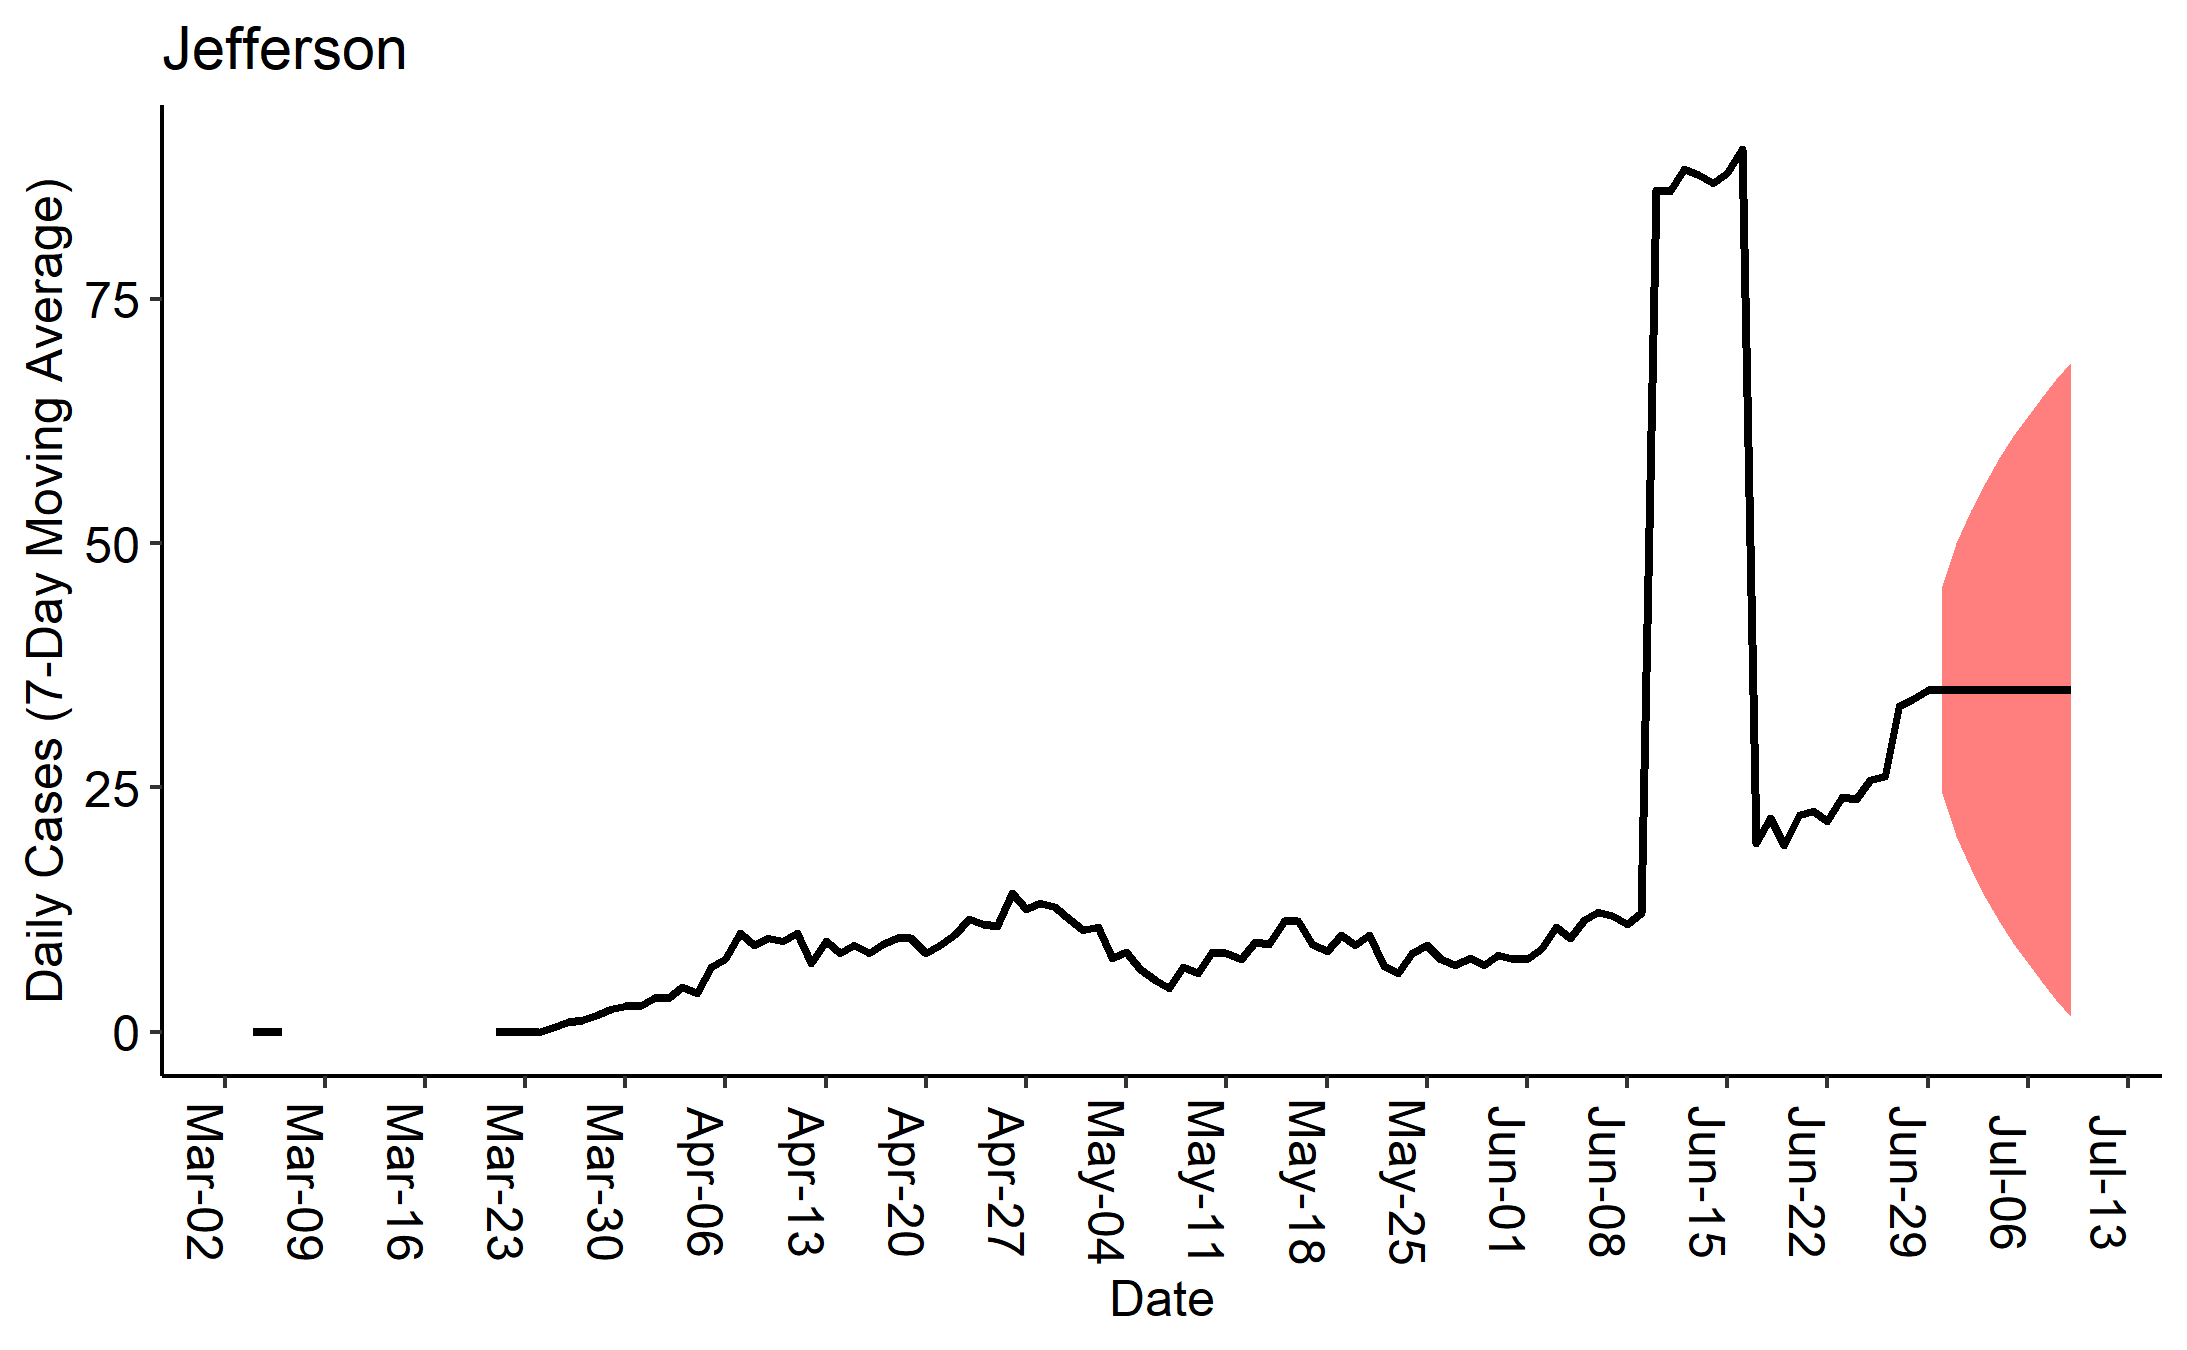 Jefferson
Daily Cases (7-Day Moving Average)
75
50
25
0
Mar-02
Mar-09
Mar-16
Mar-23
Mar-30
Apr-06
Apr-13
Apr-20
Apr-27
May-04
May-11
May-18
May-25
Jun-01
Jun-08
Jun-15
Jun-22
Jun-29
Jul-06
Jul-13
Date